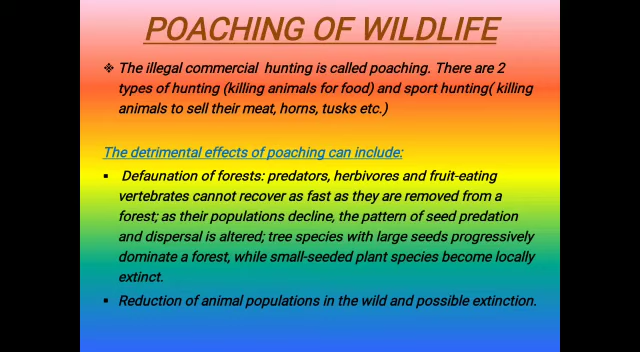 POACHING OF WILDLIFE
❖ The illegal commercial hunting is called poaching. There are 2
types of hunting (killing animals for food) and sport hunting( killing
animals to sell their meat, horns, tusks etc.)
The detrimental effects of poaching can include:
▪ Defaunation of forests: predators, herbivores and fruit-eating
vertebrates cannot recover as fast as they are removed from a
forest; as their populations decline, the pattern of seed predation
and dispersal is altered; tree species with large seeds progressively
dominate a forest, while small-seeded plant species become locally
extinct.
▪ Reduction of animal populations in the wild and possible extinction.